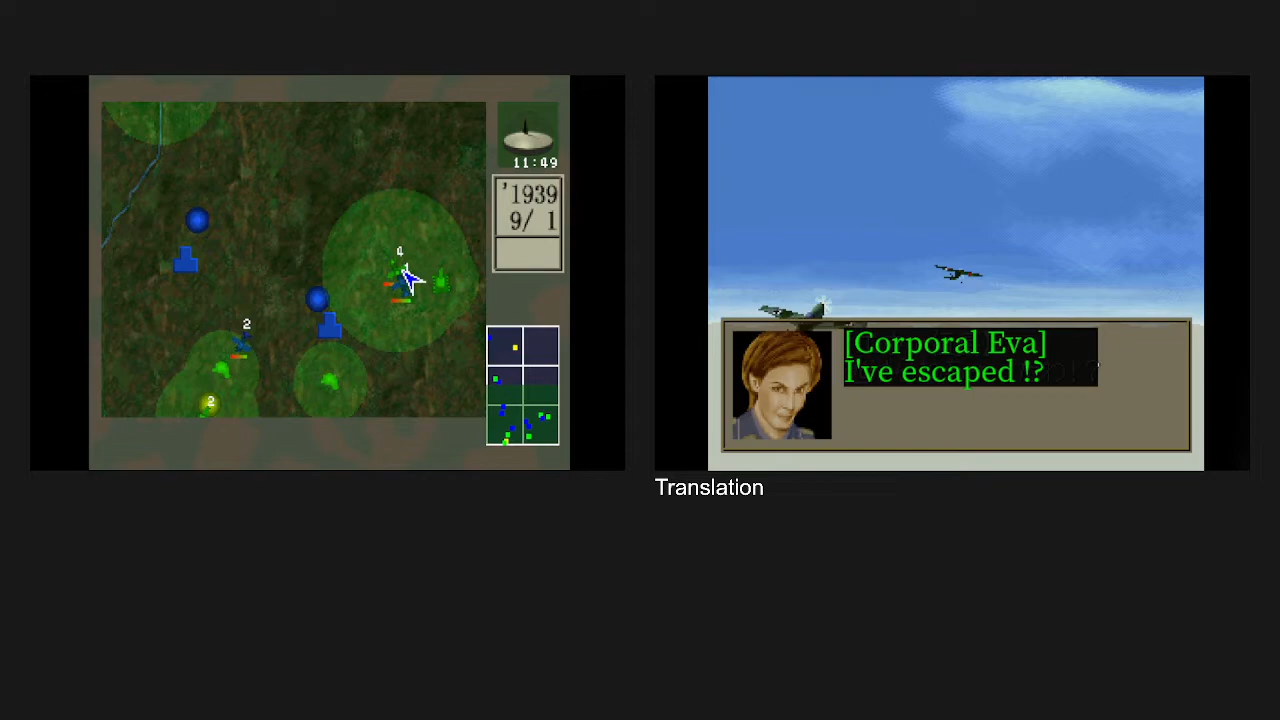 4
11:49
'1939
9/ 1
2
2
[Corporal Eva]
I've escaped !?
Translation